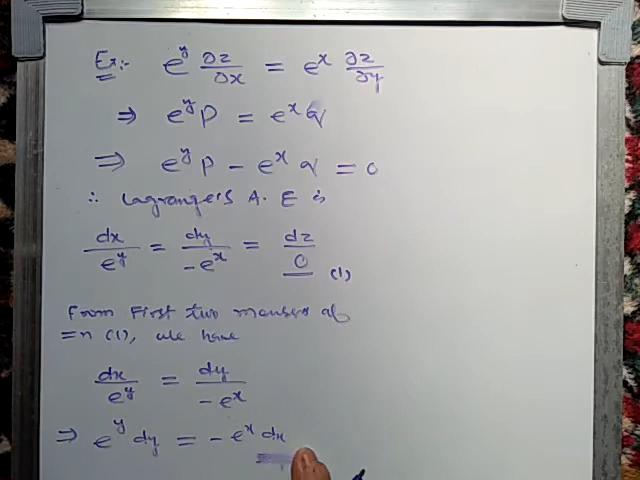 Ex:- e^y ∂z/∂x = e^x ∂z/∂y
⇒ e^y p = e^x q
⇒ e^y p - e^x q = 0
∴ Lagrange's A. E is
dx/e^y = dy/-e^x = dz/0 (1)
From First two members of
=n (1), we have
dx/e^y = dy/-e^x
⇒ e^y dy = - e^x dx